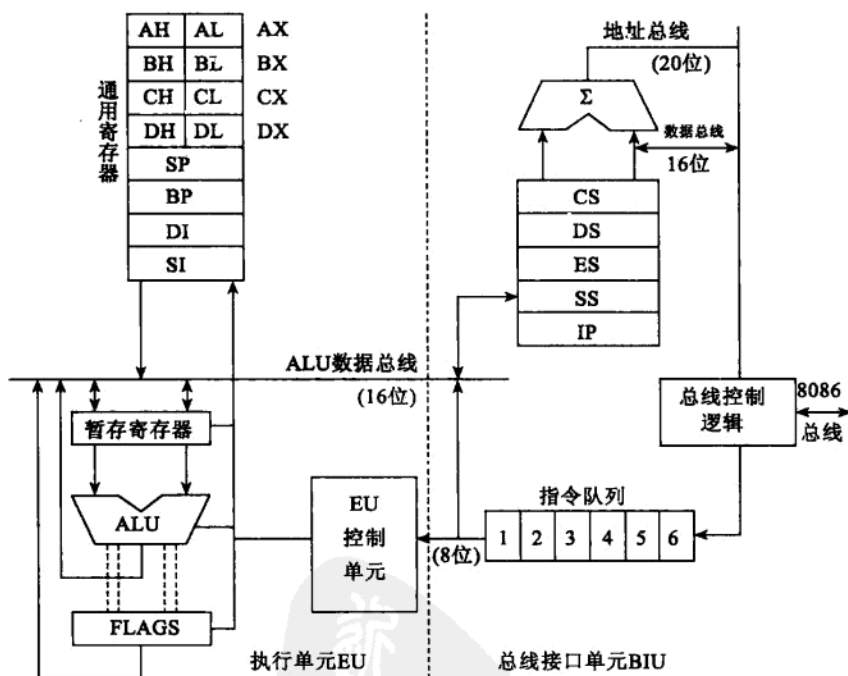 通用寄存器
AH AL AX
BH BL BX
CH CL CX
DH DL DX
SP
BP
DI
SI
地址总线
(20位)
Σ
数据总线
16位
CS
DS
ES
SS
IP
ALU数据总线
(16位)
暂存寄存器
ALU
FLAGS
EU
控制
单元
(8位)
指令队列
1 2 3 4 5 6
总线控制
逻辑
8086
总线
执行单元EU
总线接口单元BIU